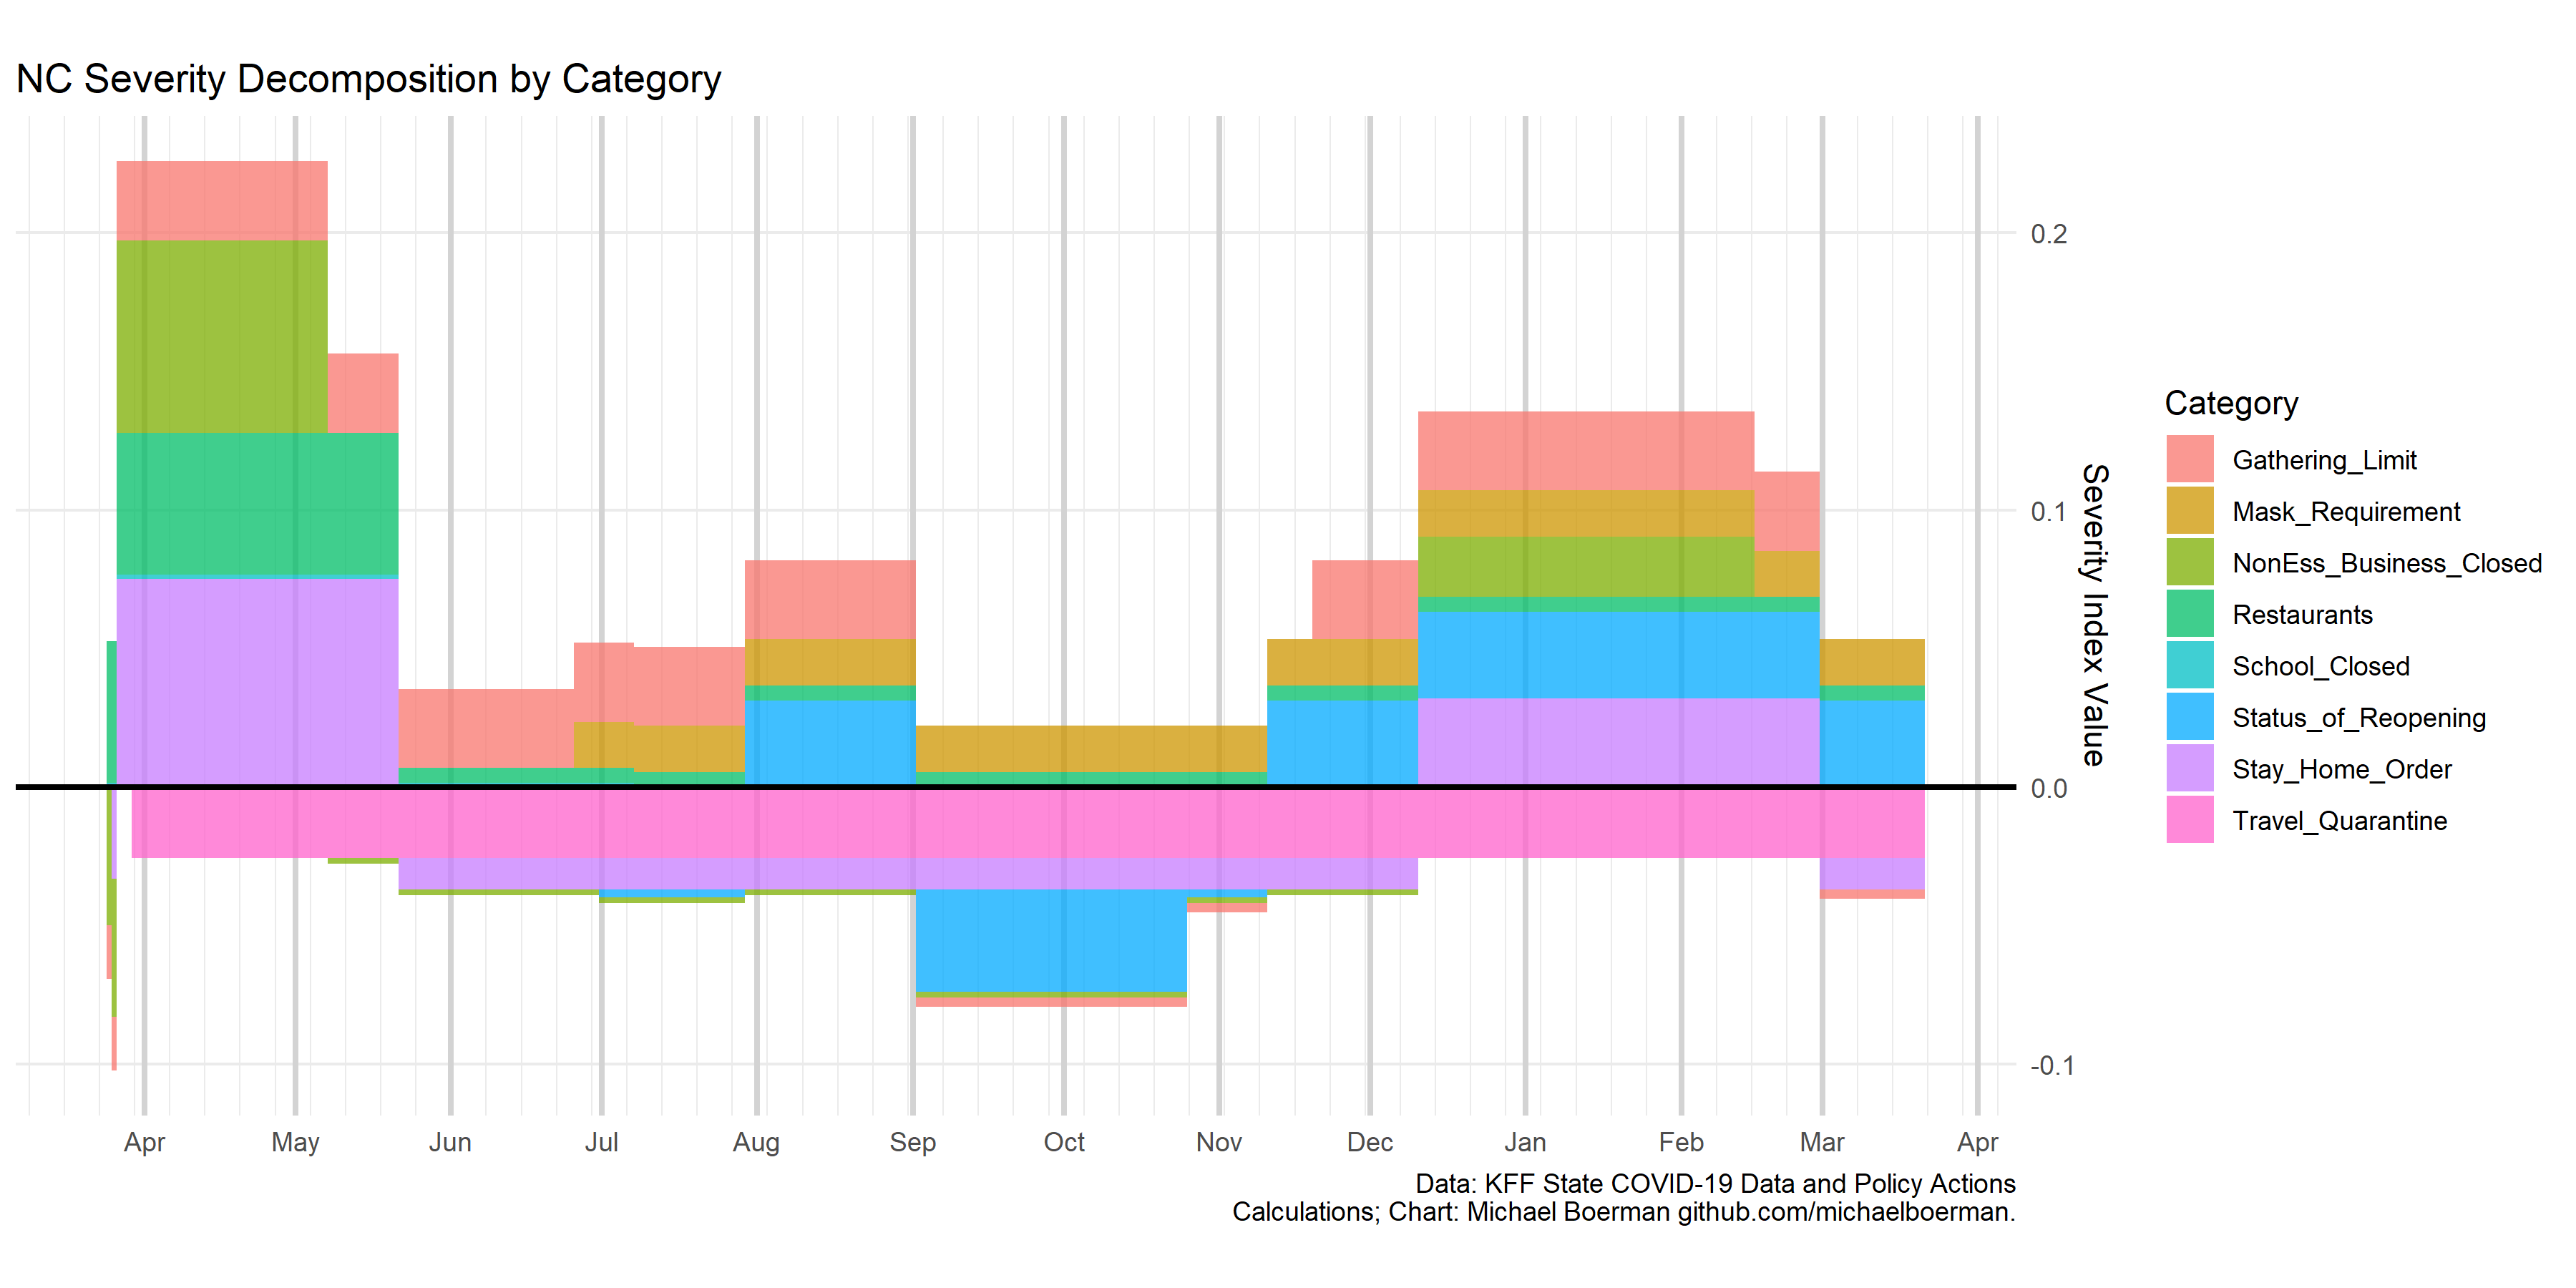 NC Severity Decomposition by Category
0.2
0.1
0.0
-0.1
Severity Index Value
Apr May Jun Jul Aug Sep Oct Nov Dec Jan Feb Mar Apr
Category
Gathering_Limit
Mask_Requirement
NonEss_Business_Closed
Restaurants
School_Closed
Status_of_Reopening
Stay_Home_Order
Travel_Quarantine
Data: KFF State COVID-19 Data and Policy Actions
Calculations; Chart: Michael Boerman github.com/michaelboerman.